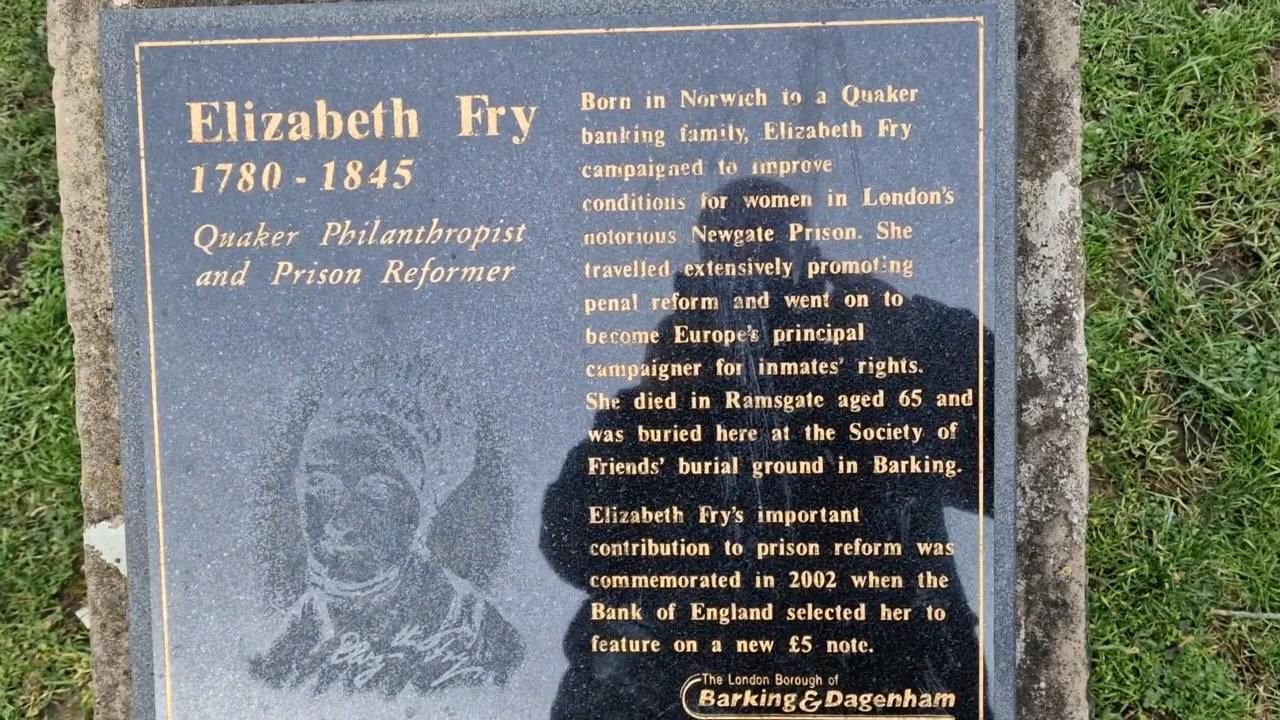 Elizabeth Fry
1780 - 1845
Quaker Philanthropist
and Prison Reformer
Born in Norwich to a Quaker
banking family, Elizabeth Fry
campaigned to improve
conditions for women in London's
notorious Newgate Prison. She
travelled extensively promoting
penal reform and went on to
become Europe's principal
campaigner for inmates' rights.
She died in Ramsgate aged 65 and
was buried here at the Society of
Friends' burial ground in Barking.
Elizabeth Fry's important
contribution to prison reform was
commemorated in 2002 when the
Bank of England selected her to
feature on a new £5 note.
The London Borough of
Barking&Dagenham